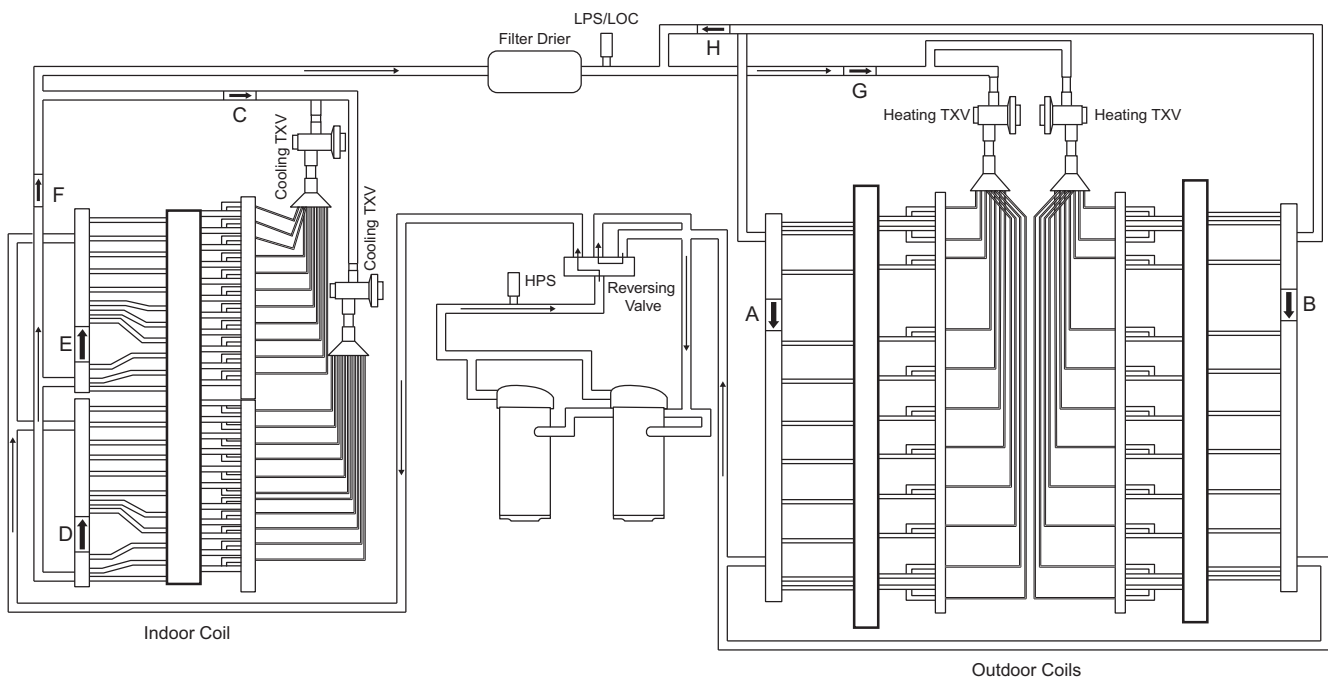 LPS/LOC
Filter Drier
H
G
C
Heating TXV
Heating TXV
Cooling TXV
Cooling TXV
F
HPS
Reversing
Valve
A
B
E
D
Indoor Coil
Outdoor Coils